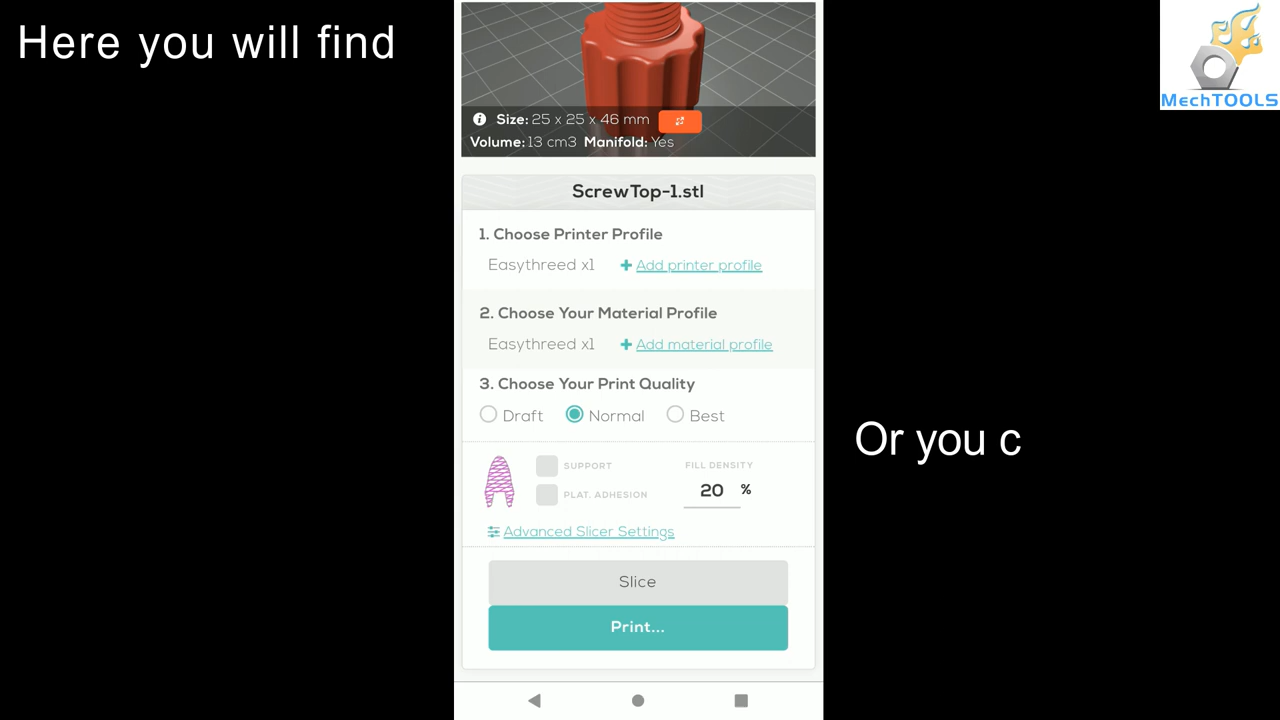 Here you will find
MechTOOLS
Size: 25 x 25 x 46 mm
Volume: 13 cm3 Manifold: Yes
ScrewTop-1.stl
1. Choose Printer Profile
Easythreed x1 + Add printer profile
2. Choose Your Material Profile
Easythreed x1 + Add material profile
3. Choose Your Print Quality
Draft Normal Best
Or you c
SUPPORT FILL DENSITY
20 %
PLAT. ADHESION
Advanced Slicer Settings
Slice
Print...